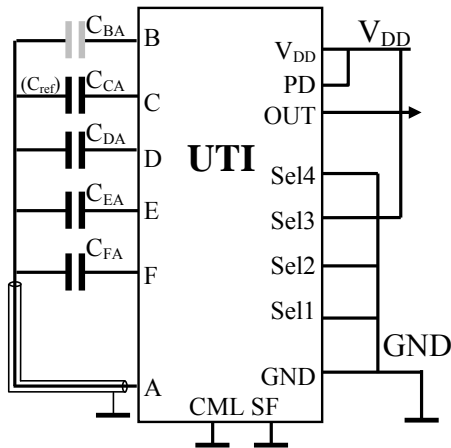 C_BA B
(C_ref) C_CA C
C_DA D
C_EA E
C_FA F
A
UTI
V_DD V_DD
PD
OUT
Sel4
Sel3
Sel2
Sel1
GND GND
CML SF